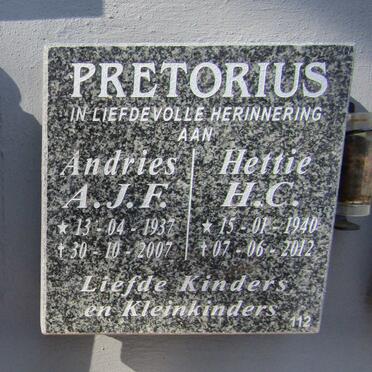 PRETORIUS
IN LIEFDEVOLLE HERINNERING
AAN
Andries
A.J.F.
★ 13 - 04 - 1937
† 30 - 10 - 2007
Hettie
H.C.
★ 15 - 01 - 1940
† 07 - 06 - 2012
Liefde Kinders
en Kleinkinders
112